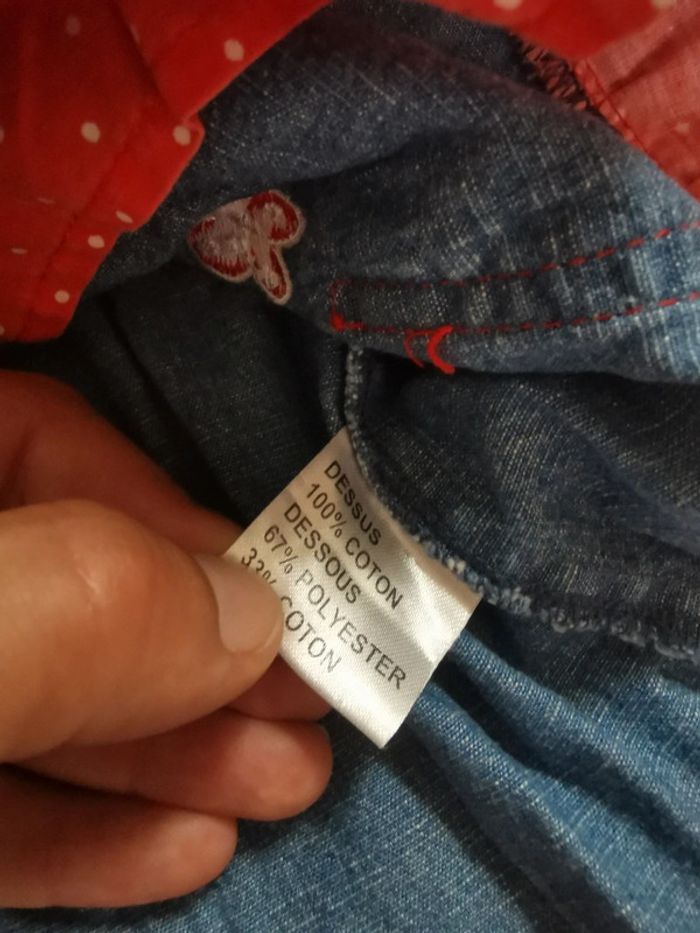 DESSUS
100% COTON
DESSOUS
67% POLYESTER
33% COTON